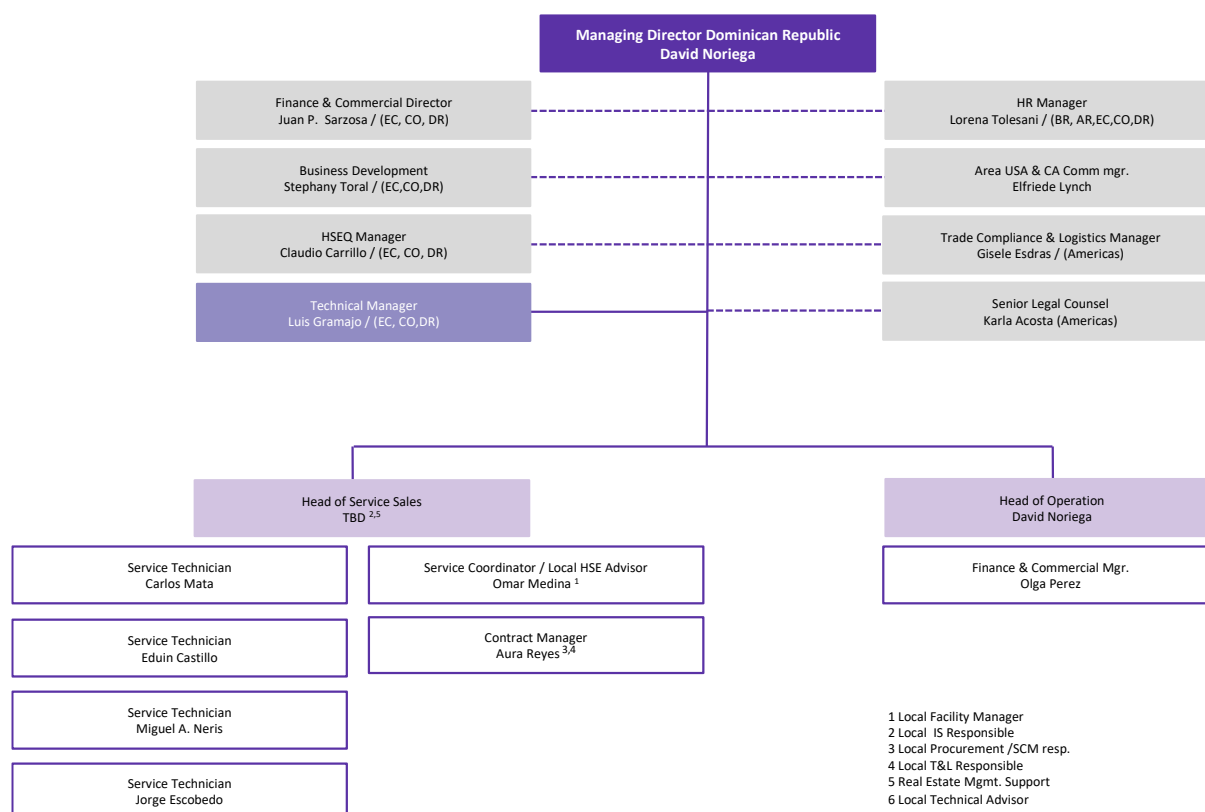 Managing Director Dominican Republic
David Noriega
Finance & Commercial Director
Juan P. Sarzosa / (EC, CO, DR)
HR Manager
Lorena Tolesani / (BR, AR,EC,CO,DR)
Business Development
Stephany Toral / (EC,CO,DR)
Area USA & CA Comm mgr.
Elfriede Lynch
HSEQ Manager
Claudio Carrillo / (EC, CO, DR)
Trade Compliance & Logistics Manager
Gisele Esdras / (Americas)
Technical Manager
Luis Gramajo / (EC, CO,DR)
Senior Legal Counsel
Karla Acosta (Americas)
Head of Service Sales
TBD 2,5
Head of Operation
David Noriega
Service Technician
Carlos Mata
Service Coordinator / Local HSE Advisor
Omar Medina 1
Finance & Commercial Mgr.
Olga Perez
Service Technician
Eduin Castillo
Contract Manager
Aura Reyes 3,4
Service Technician
Miguel A. Neris
Service Technician
Jorge Escobedo
1 Local Facility Manager
2 Local IS Responsible
3 Local Procurement /SCM resp.
4 Local T&L Responsible
5 Real Estate Mgmt. Support
6 Local Technical Advisor